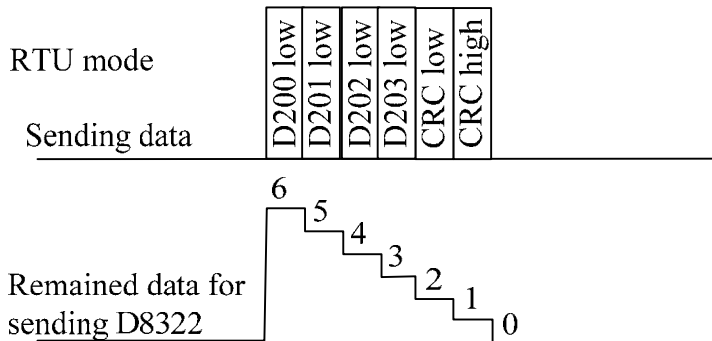 RTU mode
D200 low
D201 low
D202 low
D203 low
CRC low
CRC high
Sending data
6
5
4
3
2
1
0
Remained data for
sending D8322